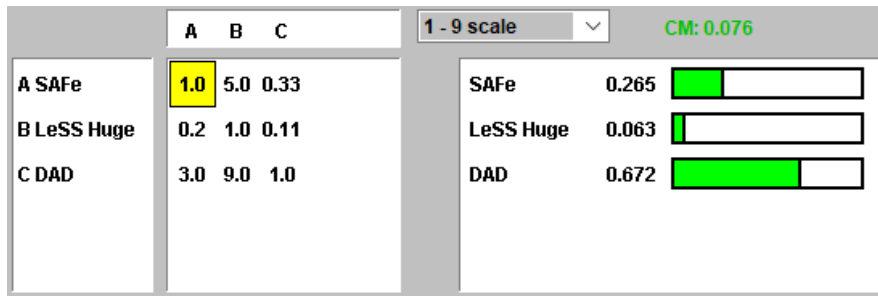 A B C 1 - 9 scale CM: 0.076
A SAFe 1.0 5.0 0.33 SAFe 0.265
B LeSS Huge 0.2 1.0 0.11 LeSS Huge 0.063
C DAD 3.0 9.0 1.0 DAD 0.672